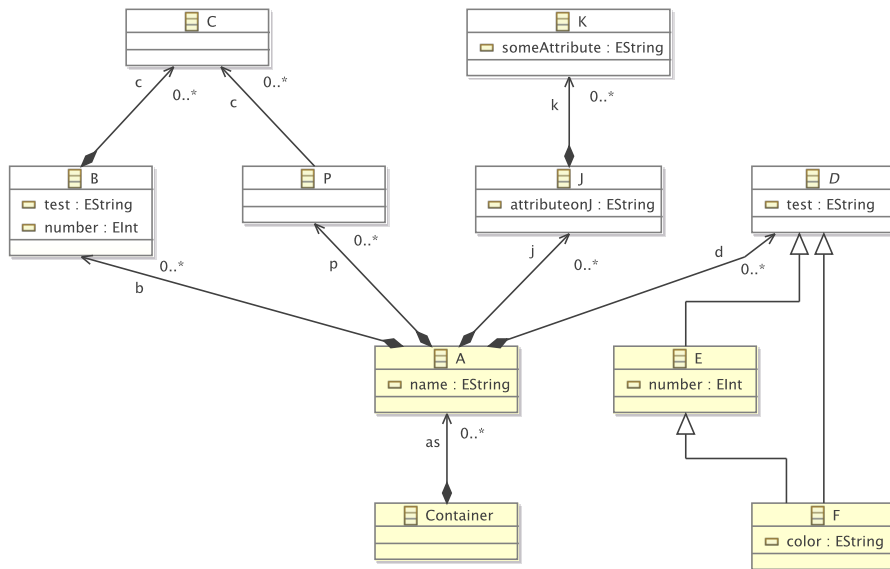 C
K
someAttribute : EString
c
0..*
0..*
c
k
0..*
B
test : EString
number : EInt
P
J
attributeonJ : EString
D
test : EString
0..*
b
0..*
p
j
0..*
d
0..*
A
name : EString
E
number : EInt
as
0..*
Container
F
color : EString